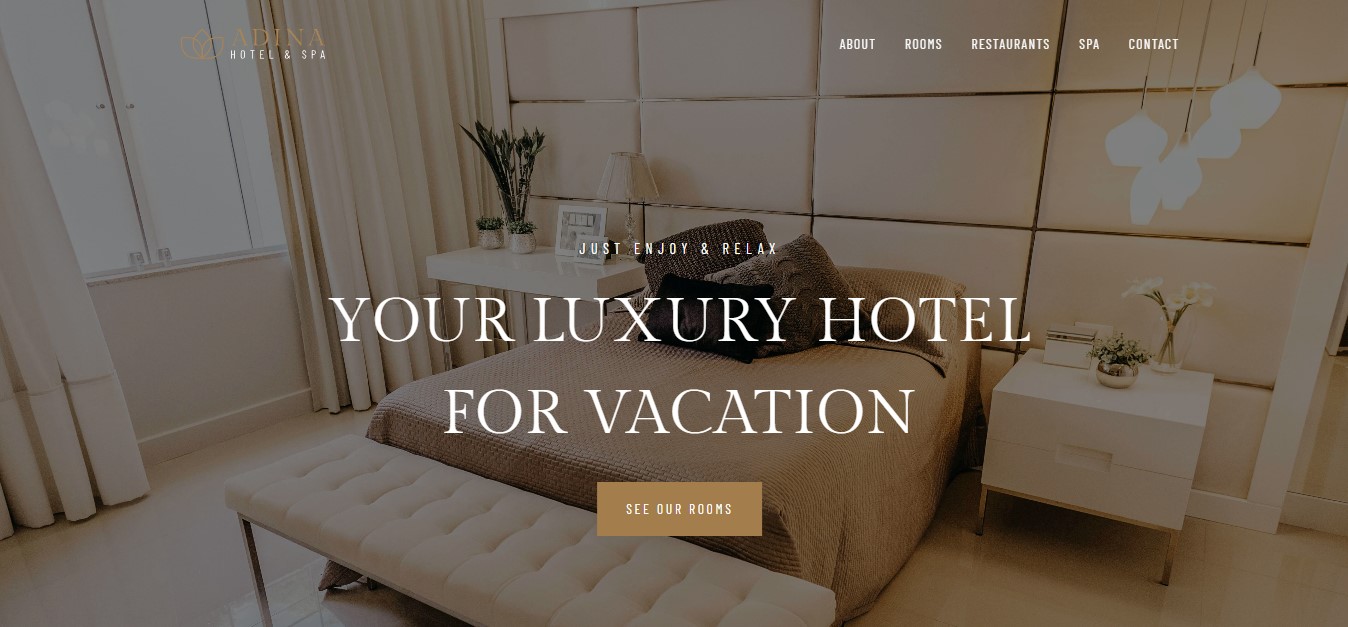 ADINA
HOTEL & SPA
ABOUT ROOMS RESTAURANTS SPA CONTACT
JUST ENJOY & RELAX
YOUR LUXURY HOTEL
FOR VACATION
SEE OUR ROOMS